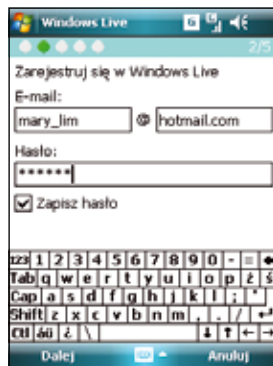 Windows Live
2/5
Zarejestruj się w Windows Live
E-mail:
mary_lim @ hotmail.com
Hasło:
******
Zapisz hasło
123 1 2 3 4 5 6 7 8 9 0 - =
Tab q w e r t y u i o p ż ś
Cap a s d f g h j k l ; '
Shift z x c v b n m , . /
Ctl áü ¿ \
Dalej Anuluj